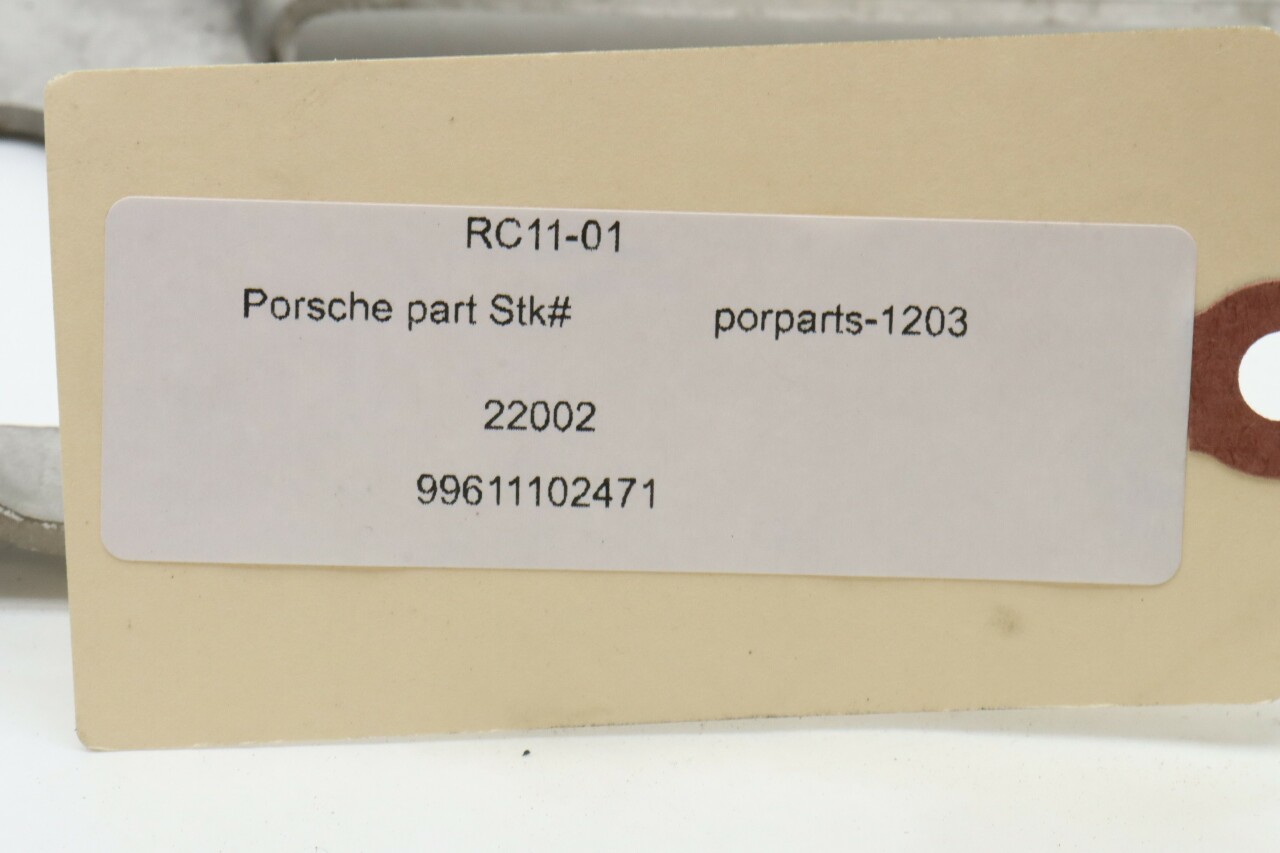 RC11-01
Porsche part Stk# porparts-1203
22002
99611102471